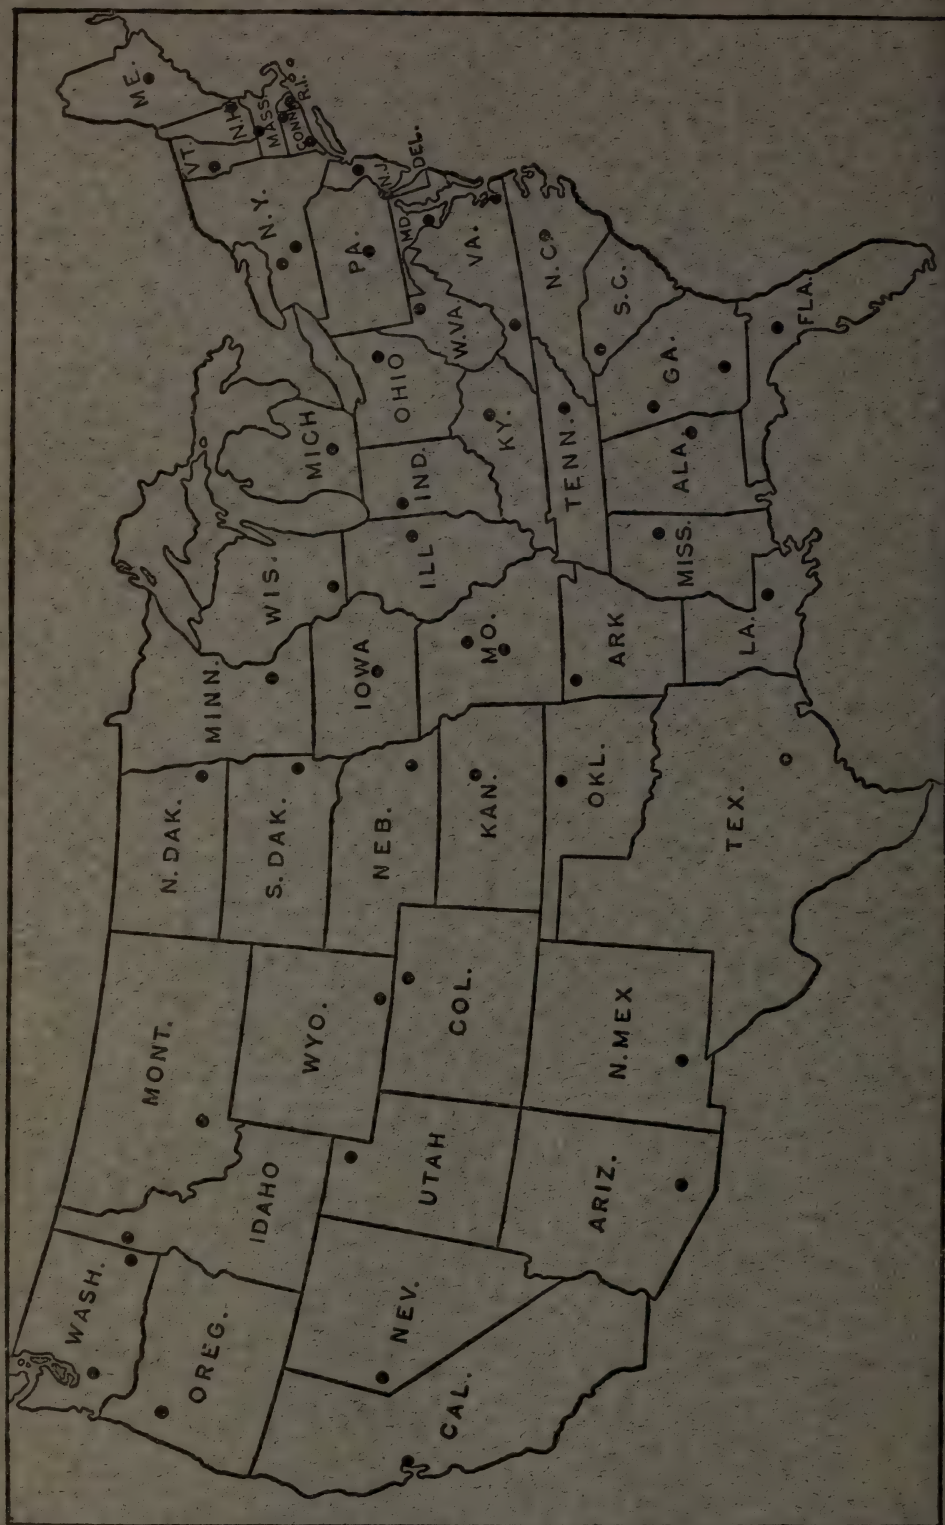 WASH.
OREG.
CAL.
NEV.
IDAHO
MONT.
WYO.
UTAH
ARIZ.
COL.
N.MEX
N.DAK.
S.DAK.
NEB.
KAN.
OKL.
TEX.
MINN.
IOWA
MO.
ARK
LA.
WIS.
ILL
MICH
IND.
OHIO
KY.
TENN.
MISS.
ALA.
GA.
FLA.
S.C.
N.C.
VA.
W.VA.
MD.
DEL.
PA.
N.J.
N.Y.
VT.
N.H.
ME.
MASS
CONN
R.I.